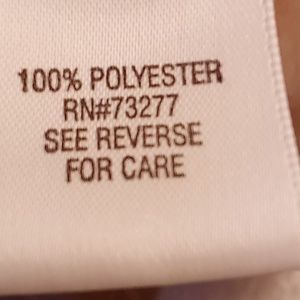 100% POLYESTER
RN#73277
SEE REVERSE
FOR CARE